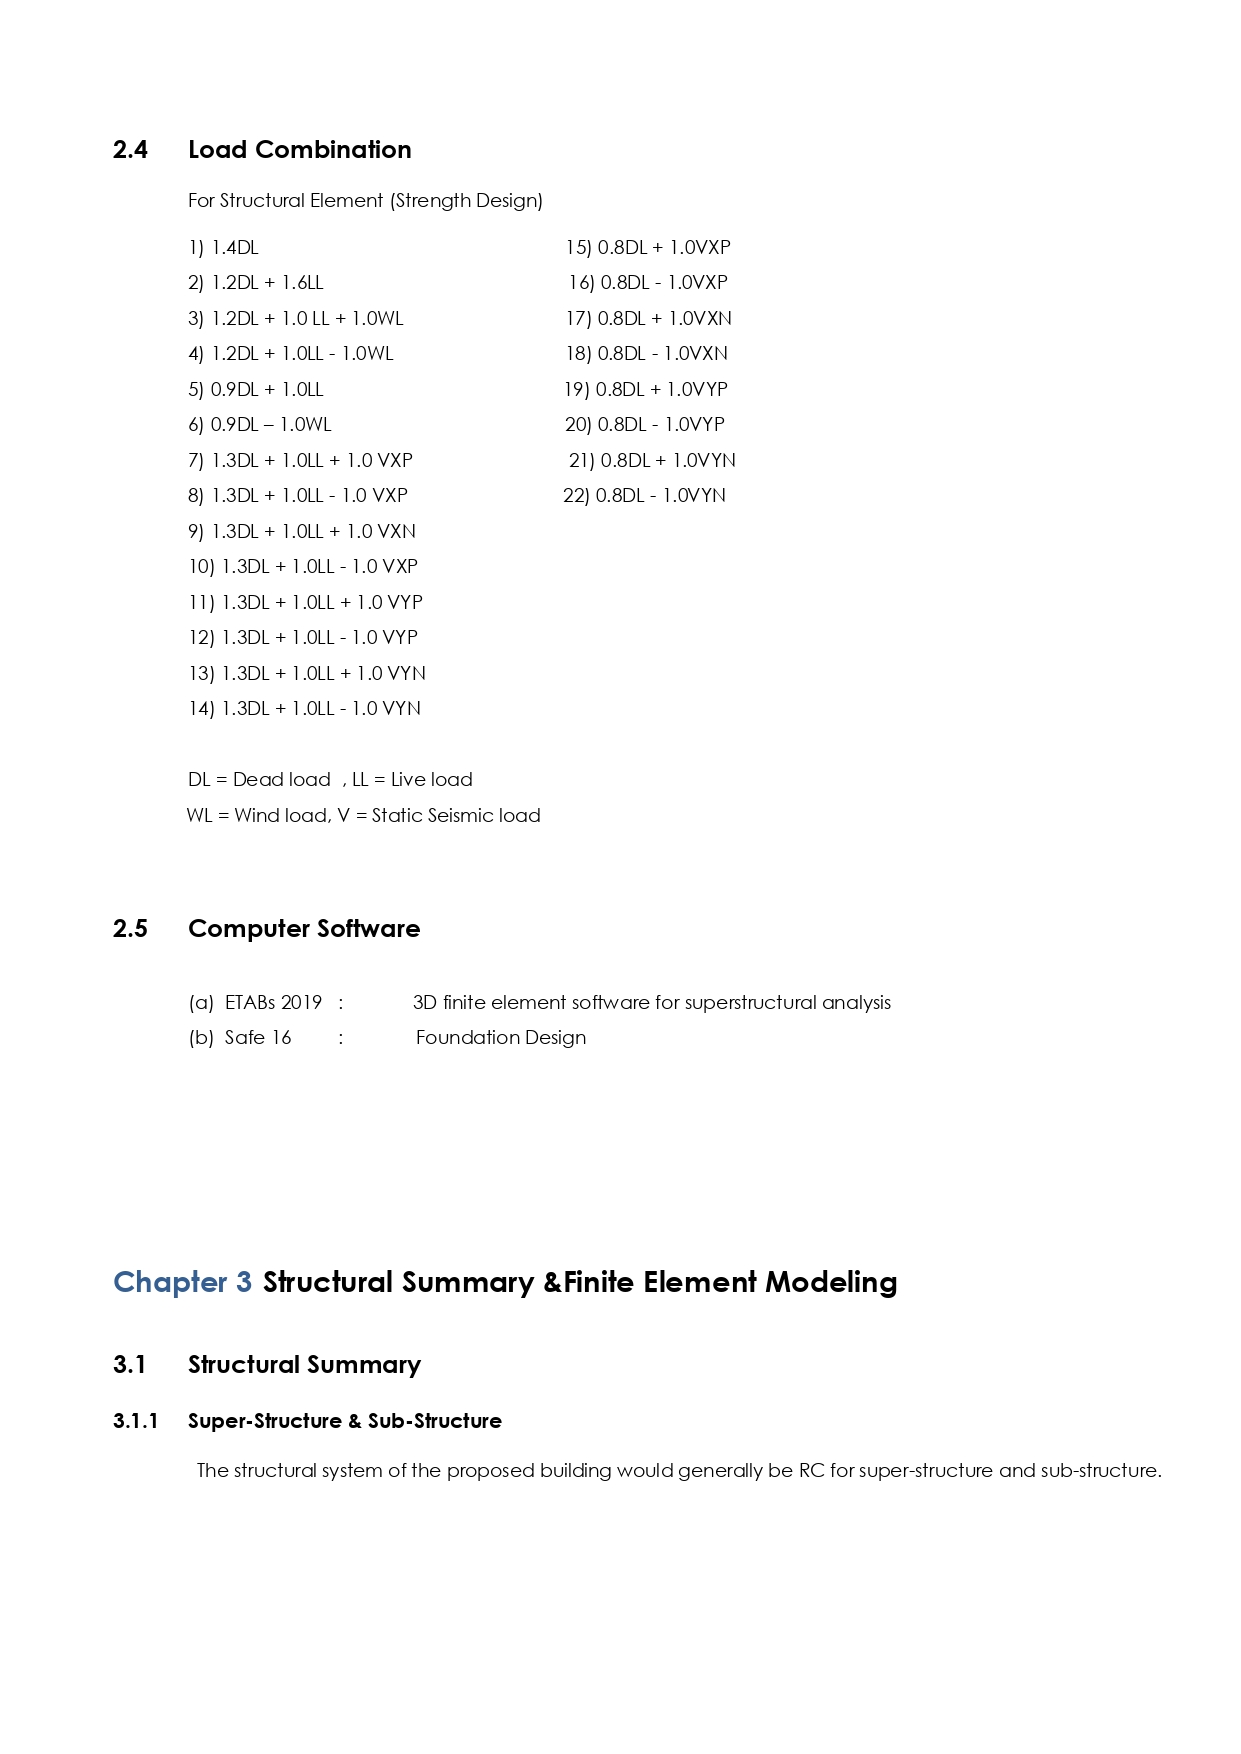 2.4 Load Combination
For Structural Element (Strength Design)
1) 1.4DL
2) 1.2DL + 1.6LL
3) 1.2DL + 1.0 LL + 1.0WL
4) 1.2DL + 1.0LL - 1.0WL
5) 0.9DL + 1.0LL
6) 0.9DL – 1.0WL
7) 1.3DL + 1.0LL + 1.0 VXP
8) 1.3DL + 1.0LL - 1.0 VXP
9) 1.3DL + 1.0LL + 1.0 VXN
10) 1.3DL + 1.0LL - 1.0 VXP
11) 1.3DL + 1.0LL + 1.0 VYP
12) 1.3DL + 1.0LL - 1.0 VYP
13) 1.3DL + 1.0LL + 1.0 VYN
14) 1.3DL + 1.0LL - 1.0 VYN
15) 0.8DL + 1.0VXP
16) 0.8DL - 1.0VXP
17) 0.8DL + 1.0VXN
18) 0.8DL - 1.0VXN
19) 0.8DL + 1.0VYP
20) 0.8DL - 1.0VYP
21) 0.8DL + 1.0VYN
22) 0.8DL - 1.0VYN
DL = Dead load , LL = Live load
WL = Wind load, V = Static Seismic load
2.5 Computer Software
(a) ETABs 2019 : 3D finite element software for superstructural analysis
(b) Safe 16 : Foundation Design
Chapter 3 Structural Summary &Finite Element Modeling
3.1 Structural Summary
3.1.1 Super-Structure & Sub-Structure
The structural system of the proposed building would generally be RC for super-structure and sub-structure.